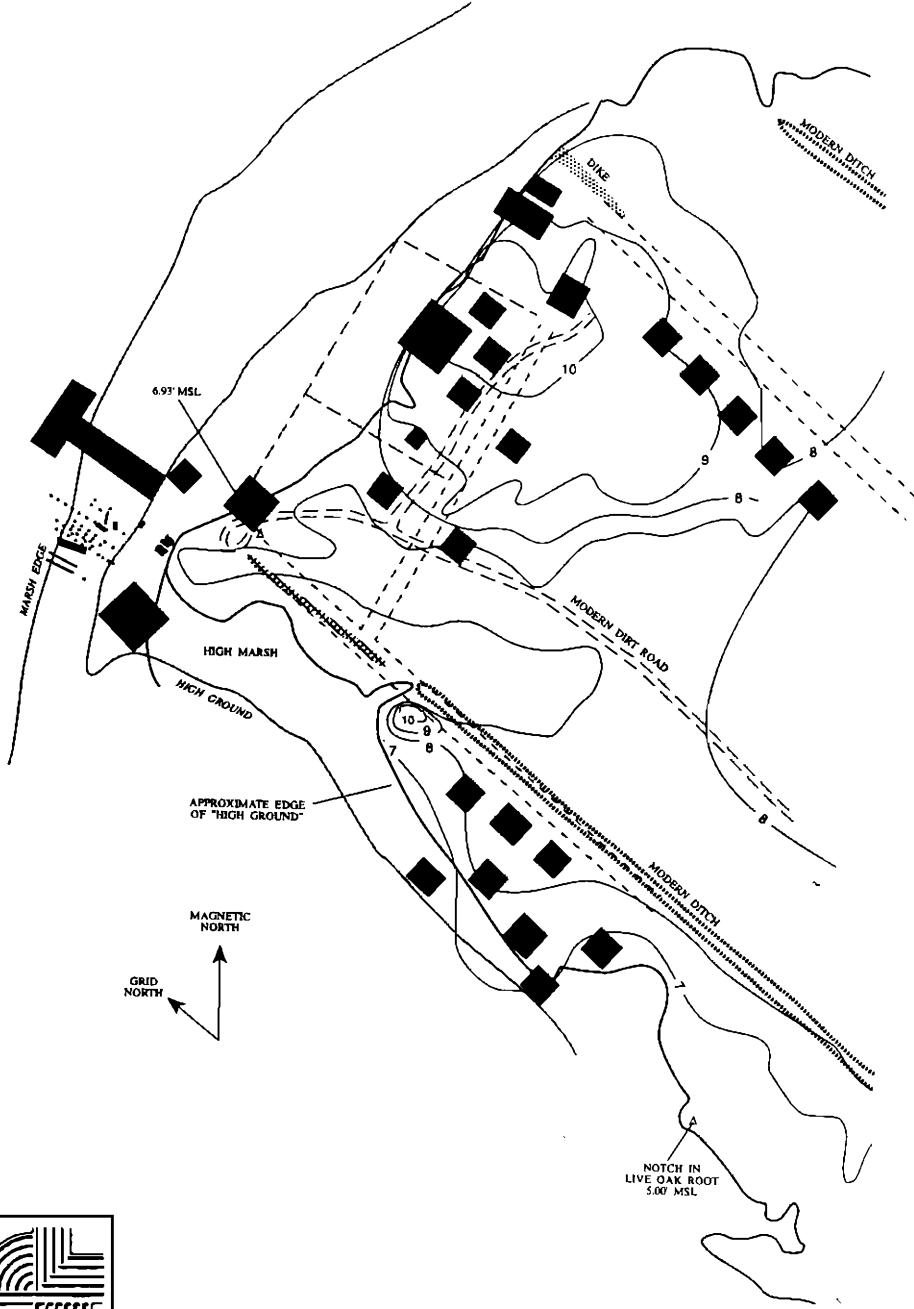 MODERN DITCH
DIKE
6.93' MSL
10
9
8
8
MARSH EDGE
MODERN DIRT ROAD
HIGH MARSH
HIGH GROUND
10
9
8
7
APPROXIMATE EDGE
OF "HIGH GROUND"
8
MODERN DITCH
MAGNETIC
NORTH
GRID
NORTH
7
NOTCH IN
LIVE OAK ROOT
5.00' MSL